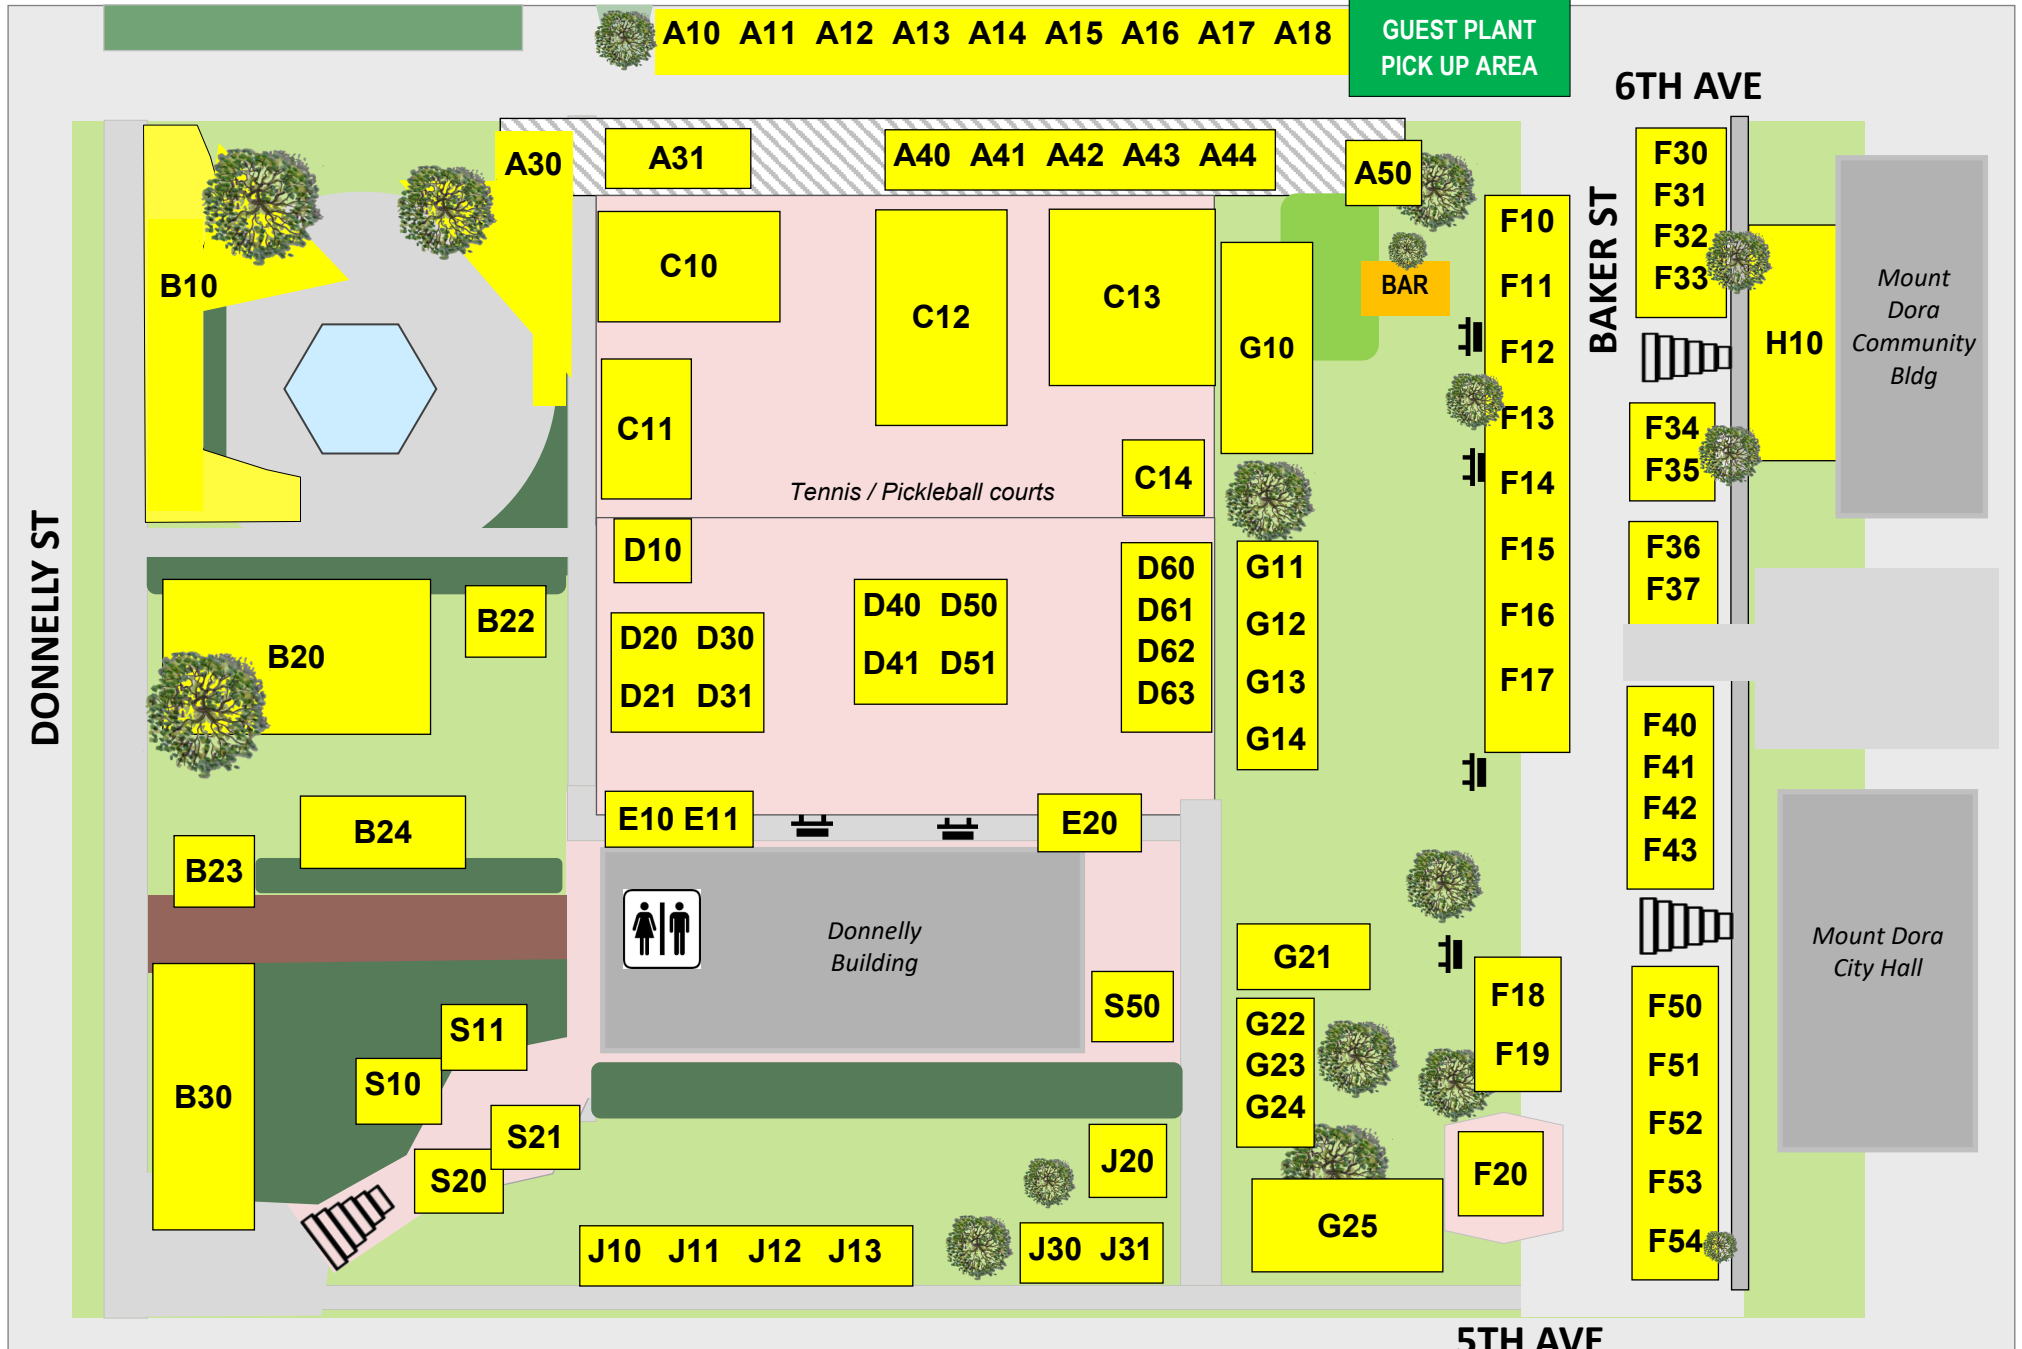 A10 A11 A12 A13 A14 A15 A16 A17 A18
GUEST PLANT
PICK UP AREA
6TH AVE
A30
A31
A40 A41 A42 A43 A44
A50
F30
F31
F32
F33
B10
C10
C12
C13
G10
BAR
F10
F11
F12
F13
F14
F15
F16
F17
BAKER ST
H10
Mount
Dora
Community
Bldg
C11
C14
Tennis / Pickleball courts
F34
F35
DONNELLY ST
D10
D20 D30
D21 D31
D40 D50
D41 D51
D60
D61
D62
D63
G11
G12
G13
G14
F36
F37
B20
B22
F40
F41
F42
F43
B24
B23
E10 E11
E20
Donnelly
Building
G21
F18
F19
Mount Dora
City Hall
S50
G22
G23
G24
F50
F51
F52
F53
F54
B30
S11
S10
S21
S20
J20
F20
G25
J10 J11 J12 J13
J30 J31
5TH AVE